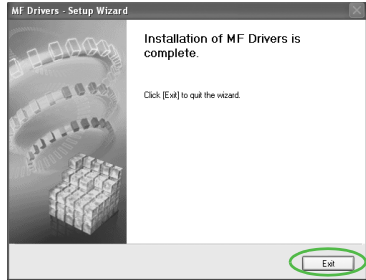 MF Drivers - Setup Wizard
Installation of MF Drivers is
complete.
Click [Exit] to quit the wizard.
Exit